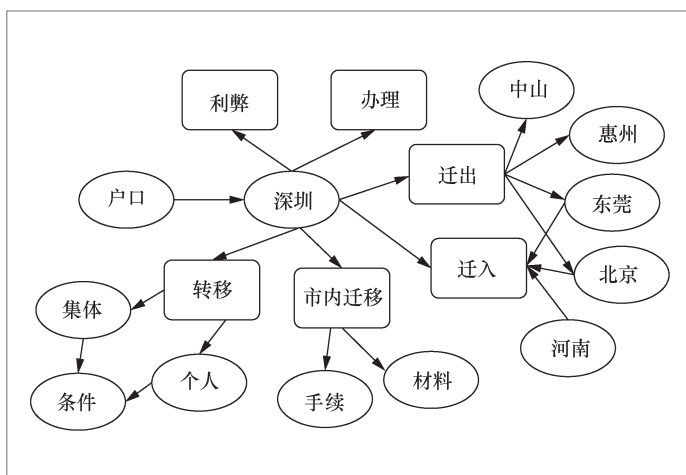 中山
利弊
办理
惠州
迁出
户口
深圳
东莞
迁入
北京
转移
市内迁移
集体
河南
个人
材料
条件
手续